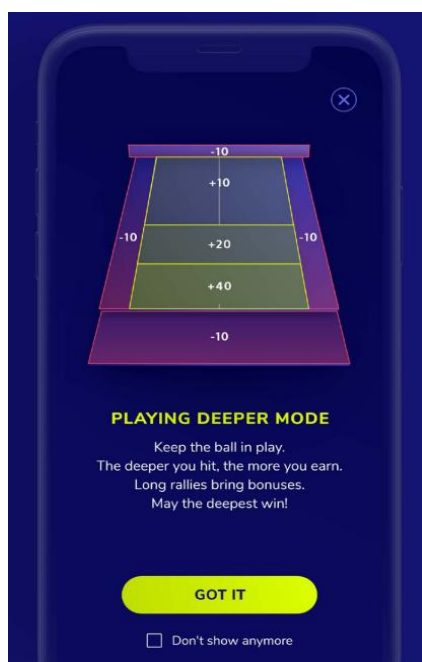 -10
+10
-10
+20
-10
+40
-10
PLAYING DEEPER MODE
Keep the ball in play.
The deeper you hit, the more you earn.
Long rallies bring bonuses.
May the deepest win!
GOT IT
Don't show anymore